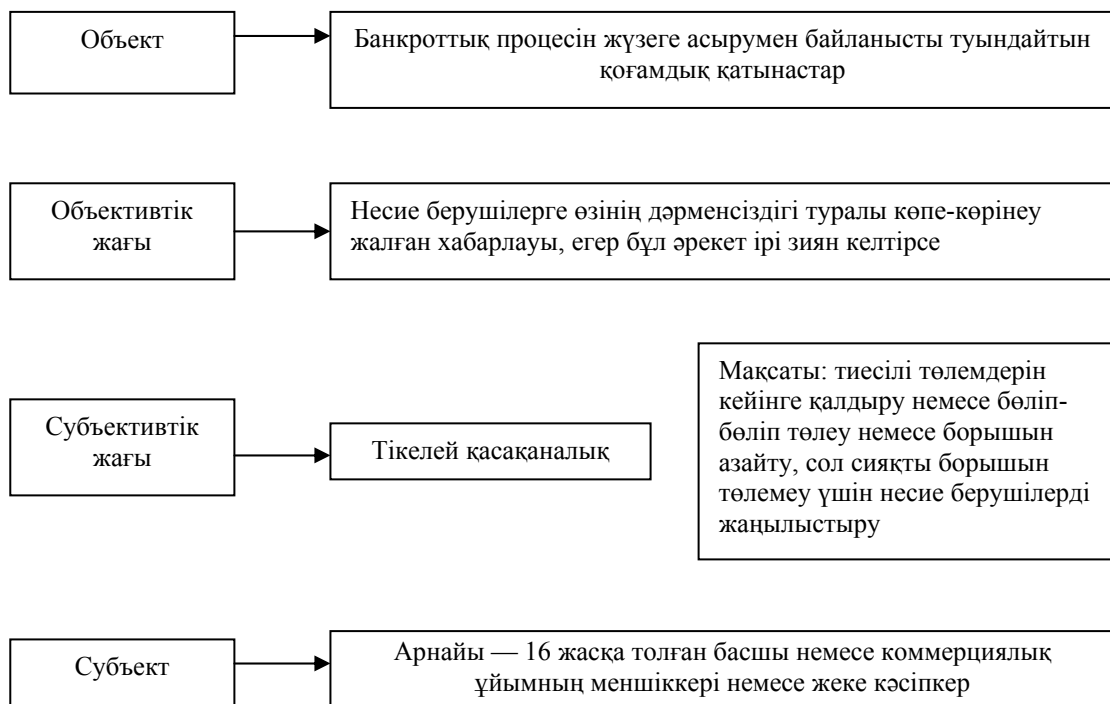 Объект
Банкроттық процесін жүзеге асырумен байланысты туындайтын
қоғамдық қатынастар
Объективтік
жағы
Несие берушілерге өзінің дәрменсіздігі туралы көпе-көрінеу
жалған хабарлауы, егер бұл әрекет ірі зиян келтірсе
Субъективтік
жағы
Тікелей қасақаналық
Мақсаты: тиесілі төлемдерін
кейінге қалдыру немесе бөліп-
бөліп төлеу немесе борышын
азайту, сол сияқты борышын
төлемеу үшін несие берушілерді
жаңылыстыру
Субъект
Арнайы — 16 жасқа толған басшы немесе коммерциялық
ұйымның меншіккері немесе жеке кәсіпкер